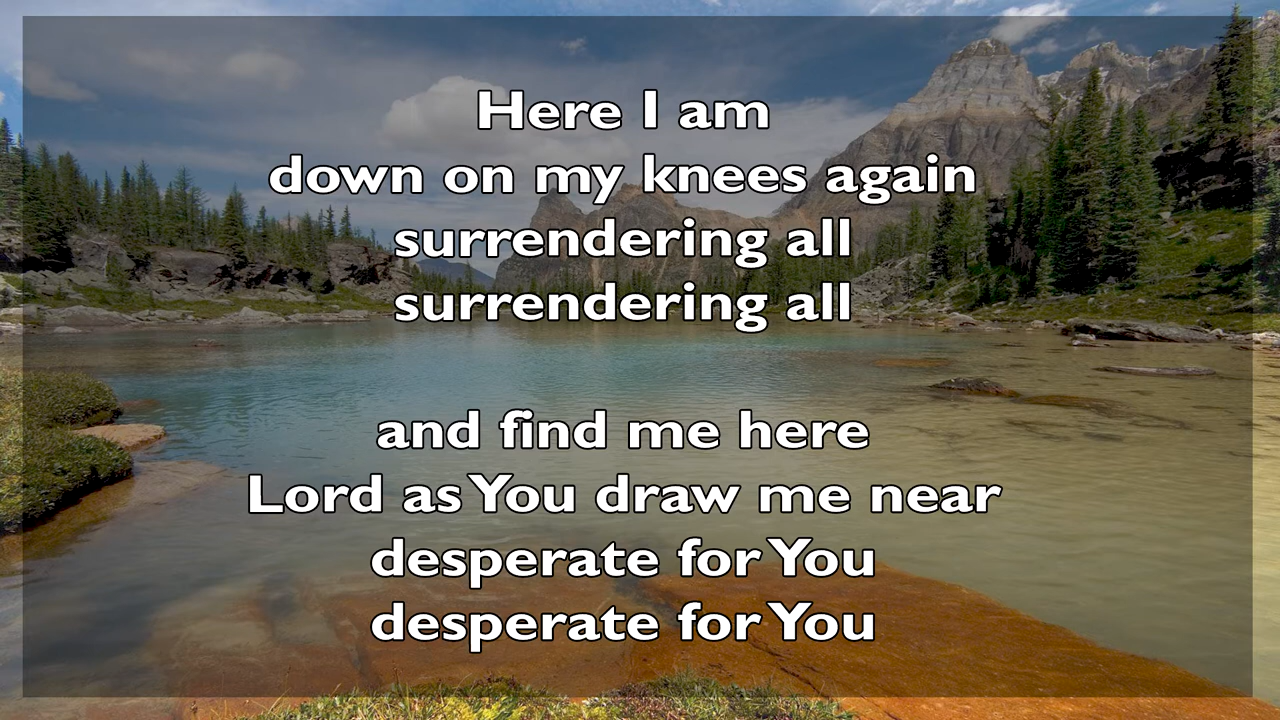 Here I am
down on my knees again
surrendering all
surrendering all
and find me here
Lord as You draw me near
desperate for You
desperate for You